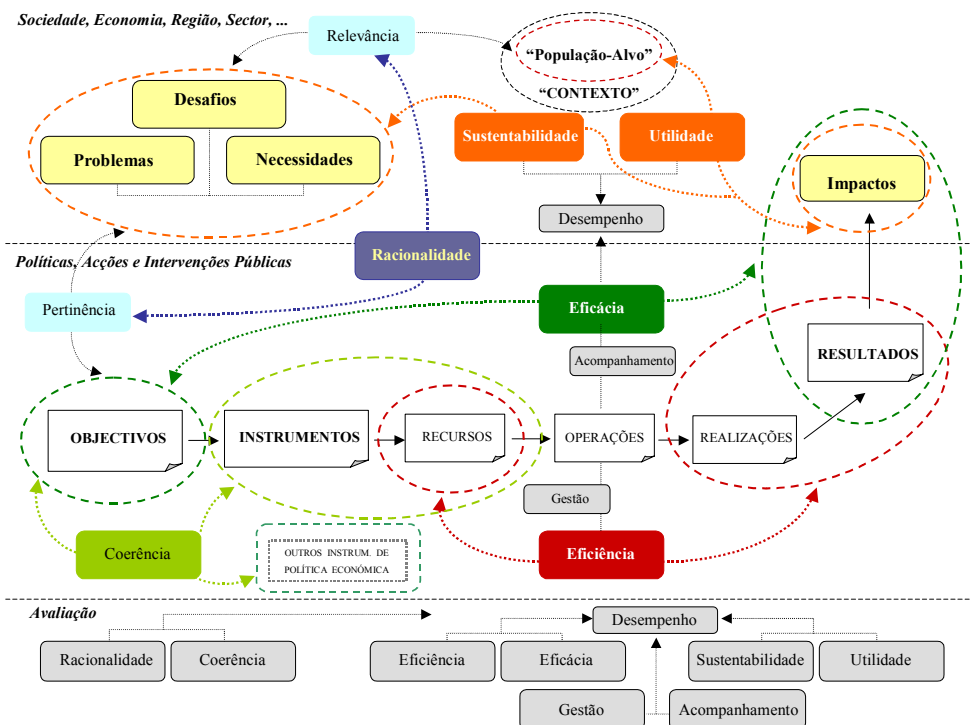 Sociedade, Economia, Região, Sector, ...
Relevância
“População-Alvo”
“CONTEXTO”
Desafios
Problemas
Necessidades
Sustentabilidade
Utilidade
Impactos
Desempenho
Políticas, Acções e Intervenções Públicas
Racionalidade
Pertinência
Eficácia
Acompanhamento
RESULTADOS
OBJECTIVOS
INSTRUMENTOS
RECURSOS
OPERAÇÕES
REALIZAÇÕES
Gestão
Coerência
OUTROS INSTRUM. DE
POLÍTICA ECONÓMICA
Eficiência
Avaliação
Desempenho
Racionalidade
Coerência
Eficiência
Eficácia
Sustentabilidade
Utilidade
Gestão
Acompanhamento